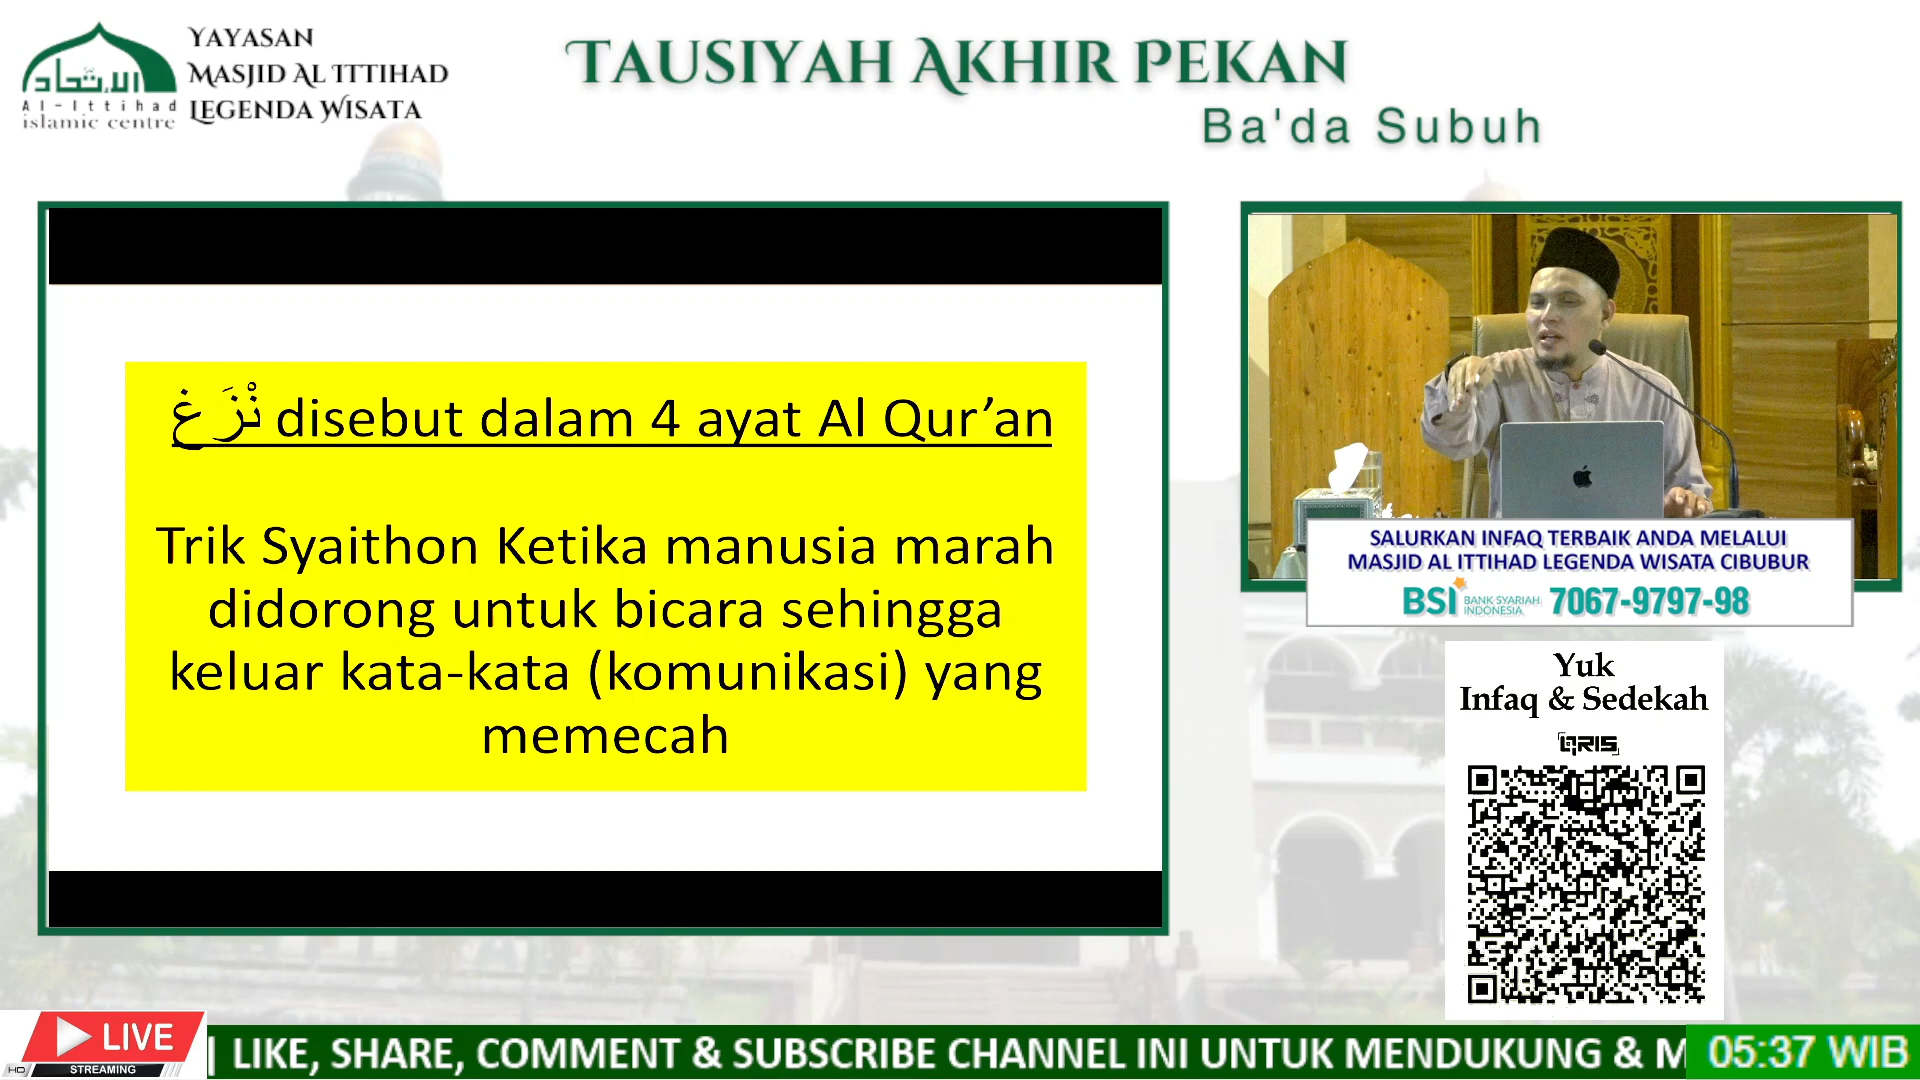 الإتحاد
Al-Ittihad
islamic centre
YAYASAN
MASJID AL ITTIHAD
LEGENDA WISATA
TAUSIYAH AKHIR PEKAN
Ba'da Subuh
نْزَغ disebut dalam 4 ayat Al Qur’an
Trik Syaithon Ketika manusia marah
didorong untuk bicara sehingga
keluar kata-kata (komunikasi) yang
memecah
SALURKAN INFAQ TERBAIK ANDA MELALUI
MASJID AL ITTIHAD LEGENDA WISATA CIBUBUR
BSI BANK SYARIAH INDONESIA 7067-9797-98
Yuk
Infaq & Sedekah
QRIS
LIVE
HD STREAMING
| LIKE, SHARE, COMMENT & SUBSCRIBE CHANNEL INI UNTUK MENDUKUNG & M
05:37 WIB